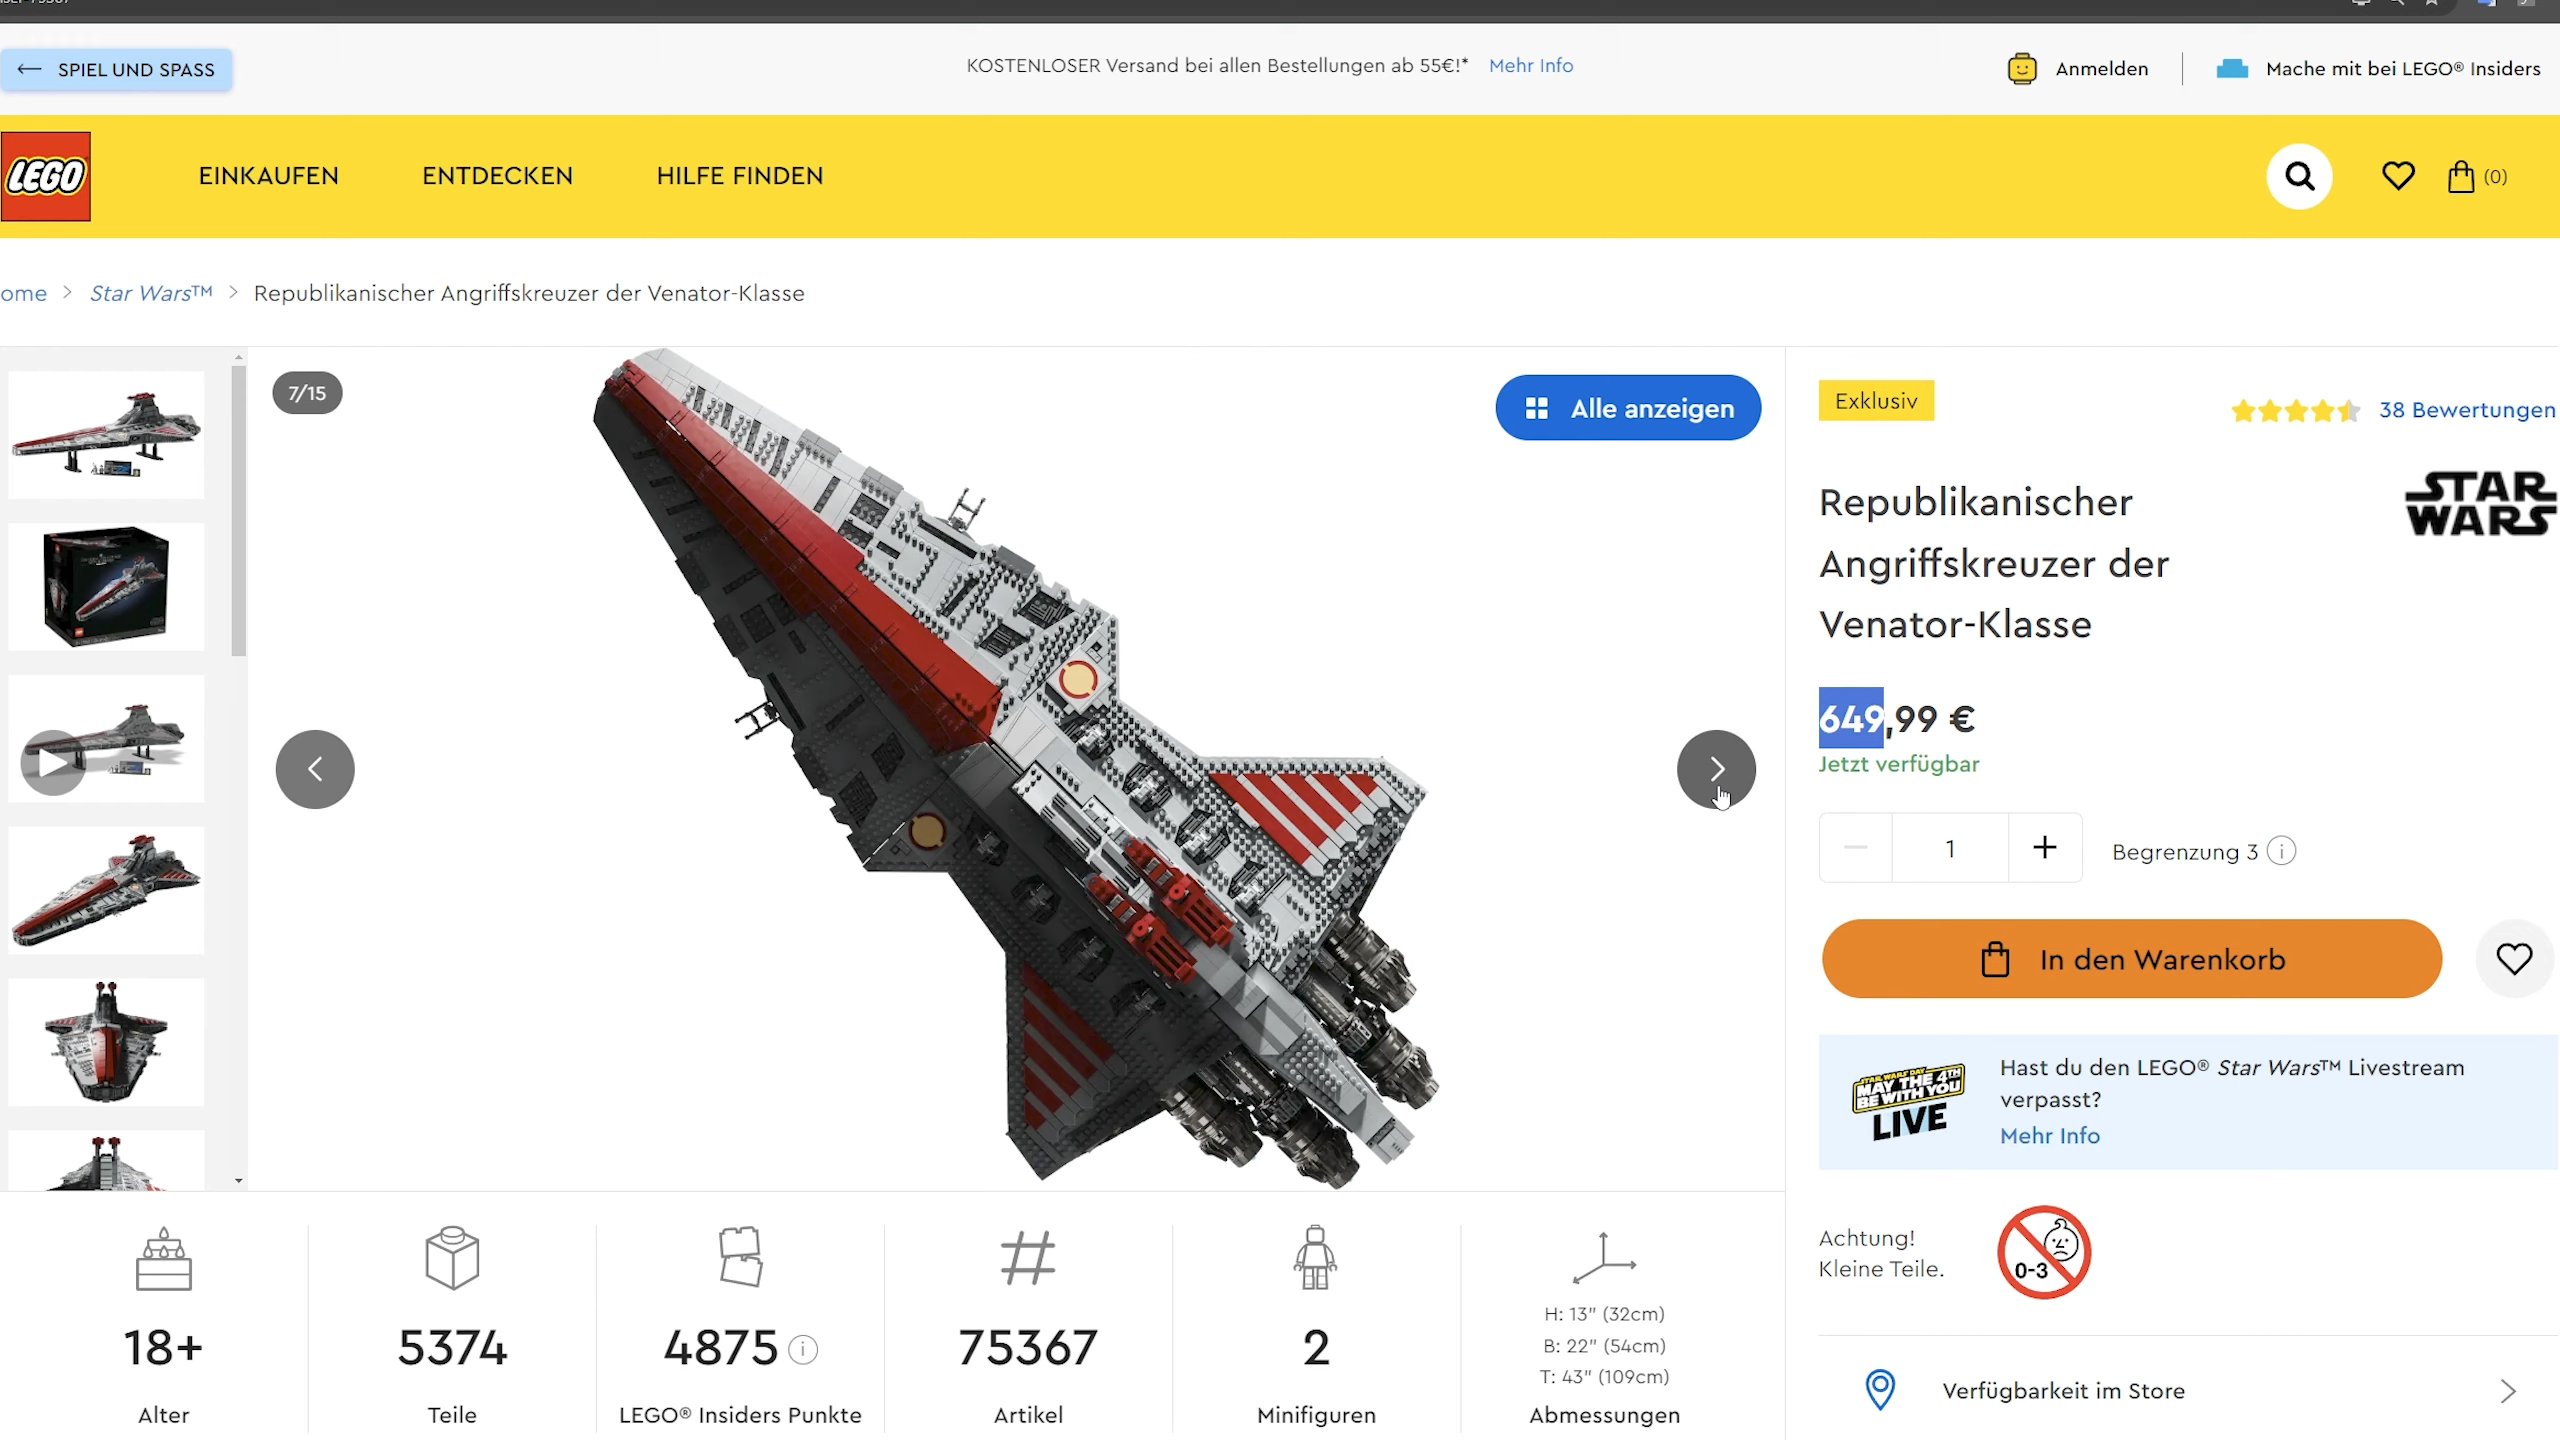 SPIEL UND SPASS
KOSTENLOSER Versand bei allen Bestellungen ab 55€!* Mehr Info
Anmelden
Mache mit bei LEGO® Insiders
LEGO
EINKAUFEN
ENTDECKEN
HILFE FINDEN
(0)
ome > Star Wars™ > Republikanischer Angriffskreuzer der Venator-Klasse
7/15
Alle anzeigen
Exklusiv
38 Bewertungen
Republikanischer
Angriffskreuzer der
Venator-Klasse
STAR
WARS
649,99 €
Jetzt verfügbar
1
Begrenzung 3
In den Warenkorb
STAR WARS DAY
MAY THE 4TH
BE WITH YOU
LIVE
Hast du den LEGO® Star Wars™ Livestream
verpasst?
Mehr Info
Achtung!
Kleine Teile.
0-3
Verfügbarkeit im Store
18+
Alter
5374
Teile
4875
LEGO® Insiders Punkte
75367
Artikel
2
Minifiguren
H: 13" (32cm)
B: 22" (54cm)
T: 43" (109cm)
Abmessungen